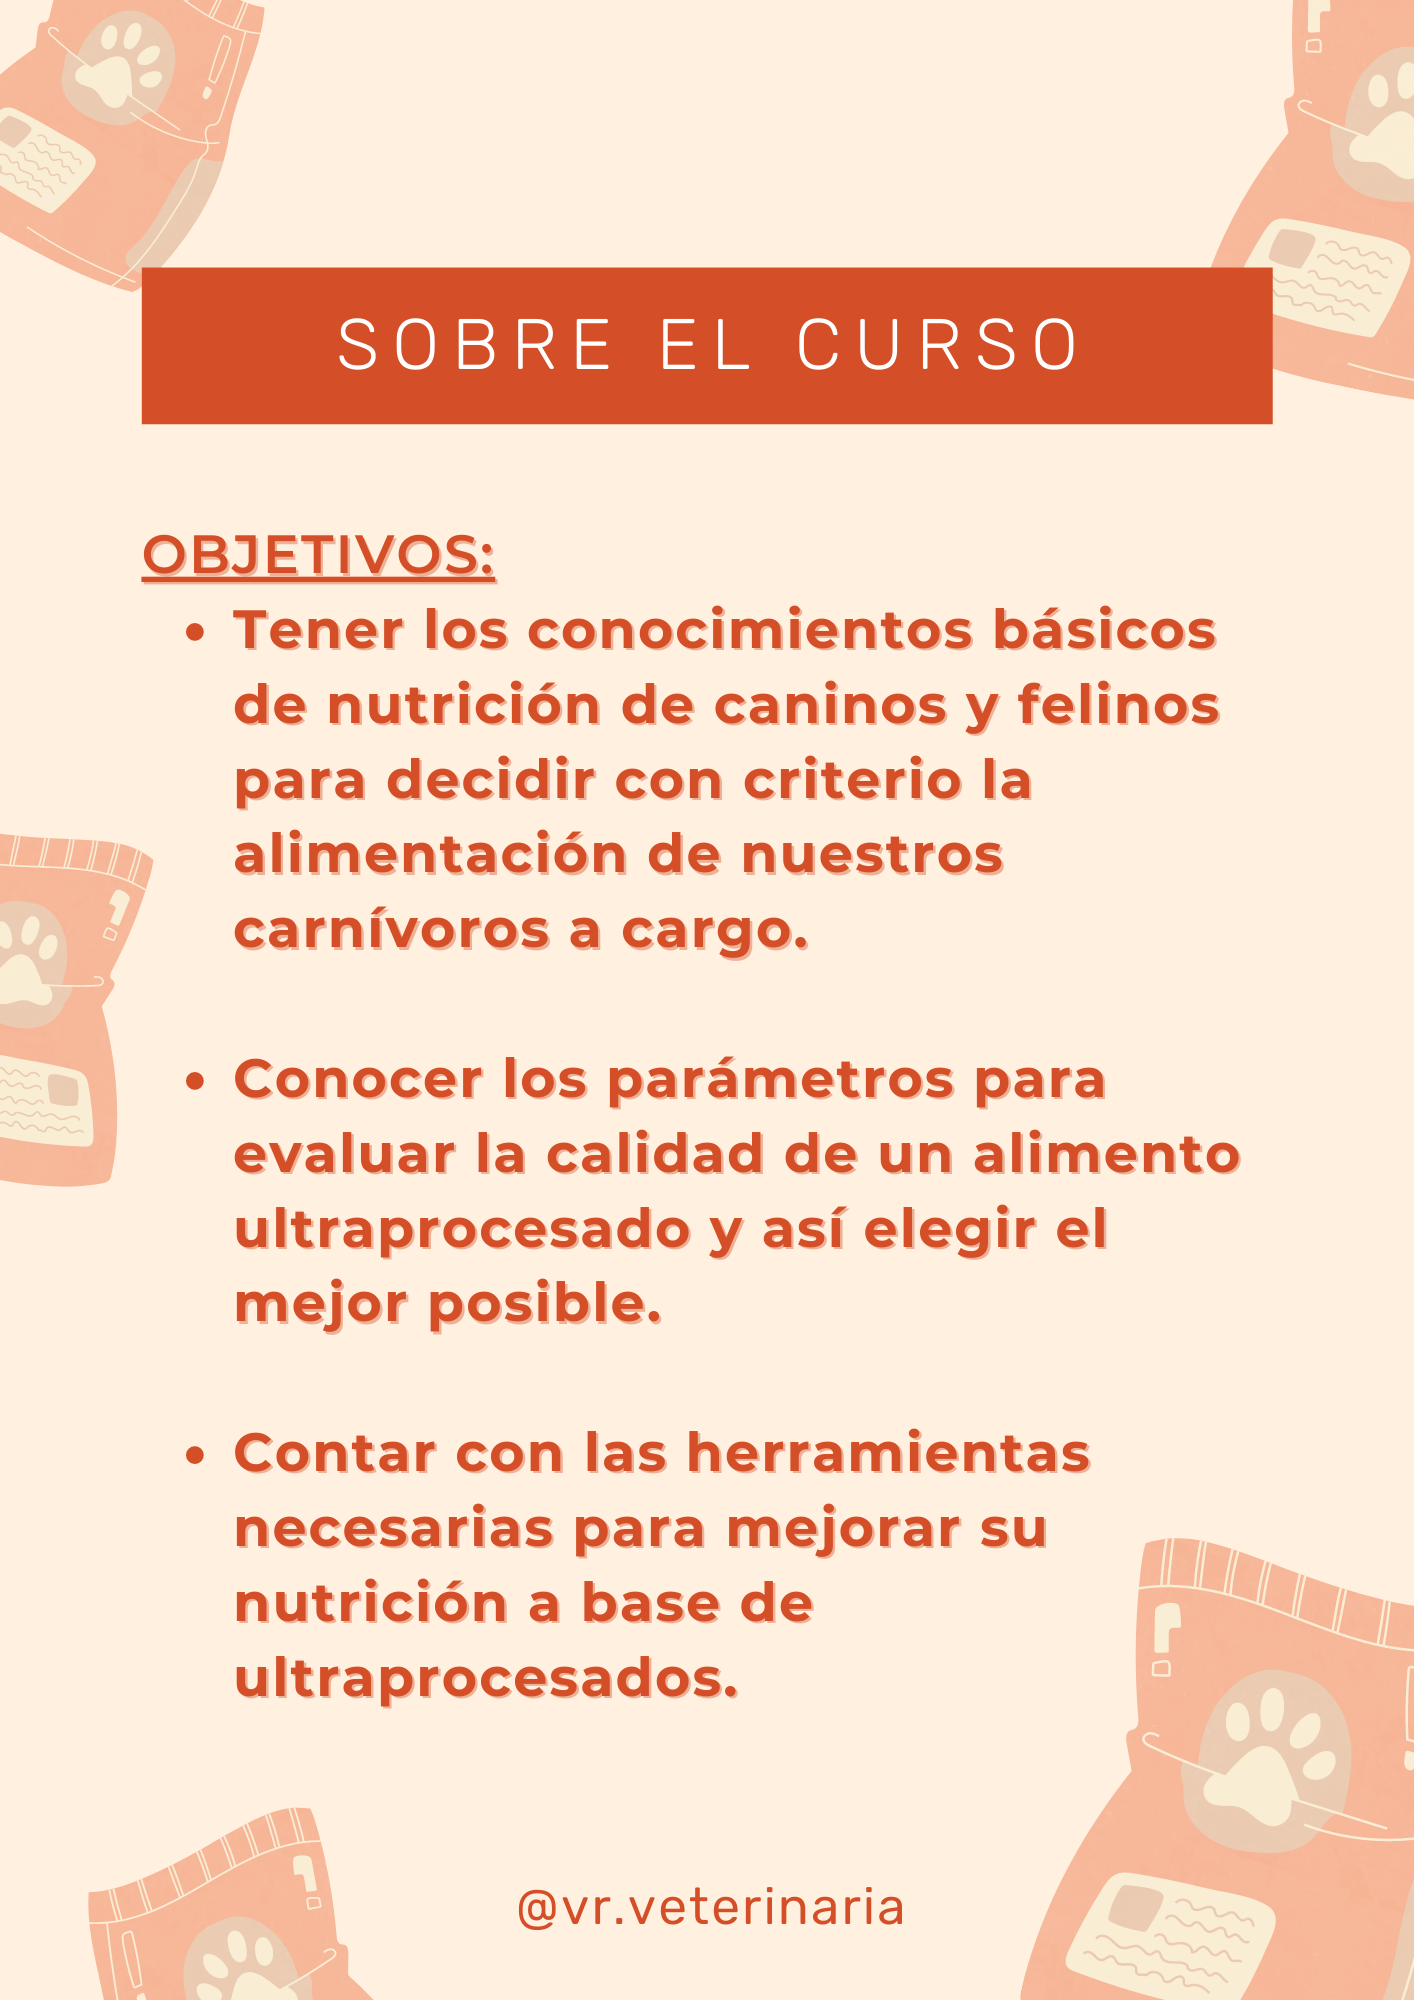 SOBRE EL CURSO
OBJETIVOS:
• Tener los conocimientos básicos
de nutrición de caninos y felinos
para decidir con criterio la
alimentación de nuestros
carnívoros a cargo.
• Conocer los parámetros para
evaluar la calidad de un alimento
ultraprocesado y así elegir el
mejor posible.
• Contar con las herramientas
necesarias para mejorar su
nutrición a base de
ultraprocesados.
@vr.veterinaria